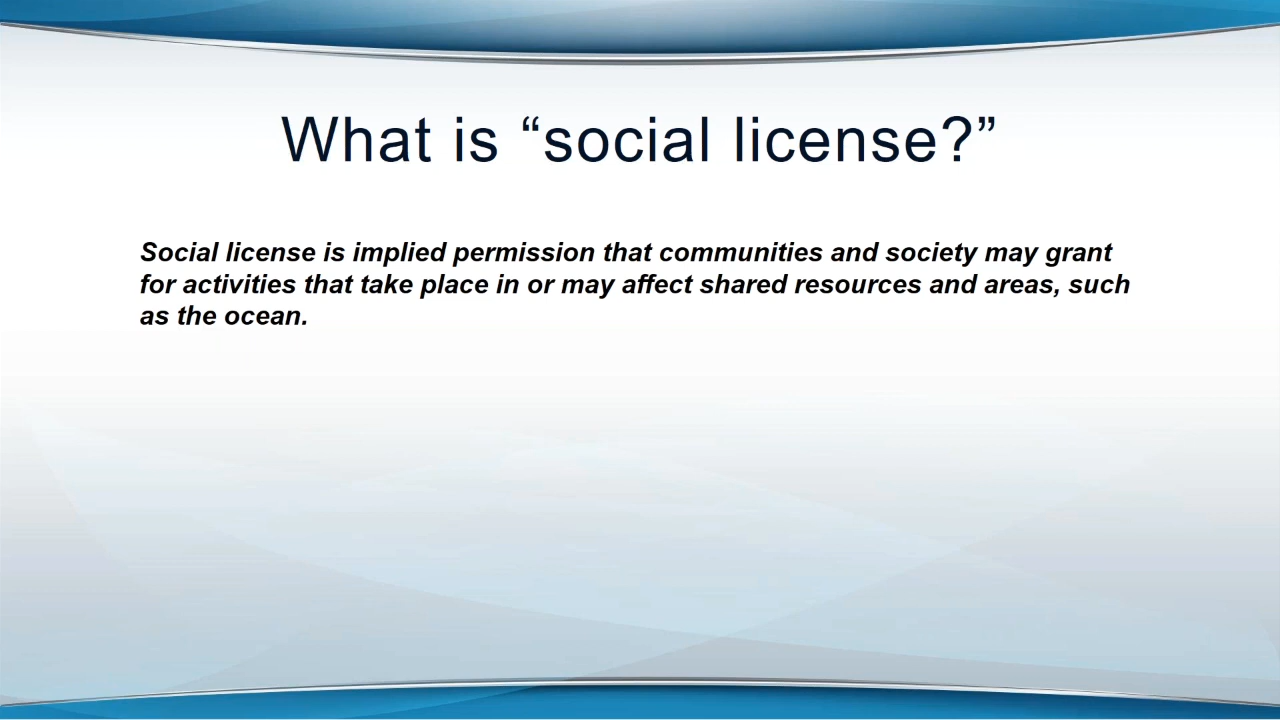 What is “social license?”
Social license is implied permission that communities and society may grant
for activities that take place in or may affect shared resources and areas, such
as the ocean.